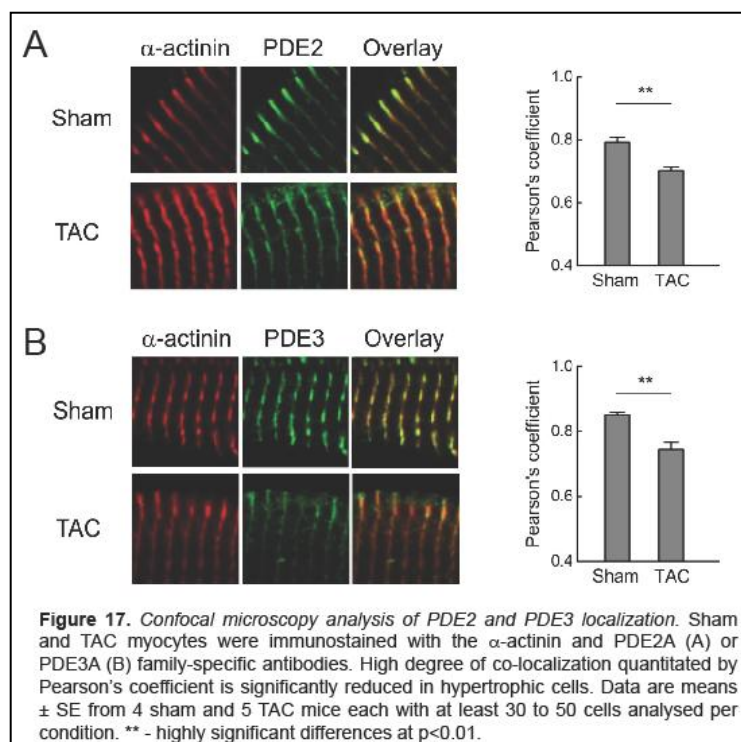 A
α-actinin PDE2 Overlay
Sham
TAC
Pearson's coefficient
1.0
0.8
0.6
0.4
**
Sham TAC
B
α-actinin PDE3 Overlay
Sham
TAC
Pearson's coefficient
1.0
0.8
0.6
0.4
**
Sham TAC
Figure 17. Confocal microscopy analysis of PDE2 and PDE3 localization. Sham
and TAC myocytes were immunostained with the α-actinin and PDE2A (A) or
PDE3A (B) family-specific antibodies. High degree of co-localization quantitated by
Pearson's coefficient is significantly reduced in hypertrophic cells. Data are means
± SE from 4 sham and 5 TAC mice each with at least 30 to 50 cells analysed per
condition. ** - highly significant differences at p<0.01.